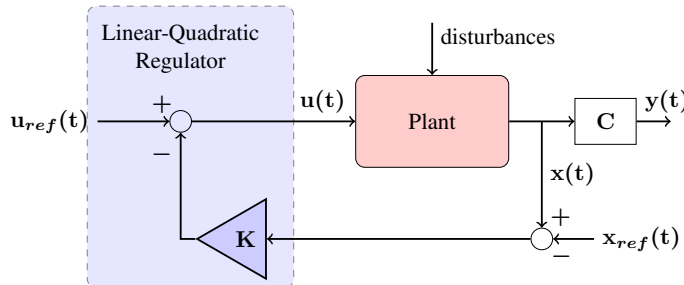 Linear-Quadratic
Regulator
disturbances
u_ref(t)
+
−
u(t)
Plant
C
y(t)
x(t)
K
+
−
x_ref(t)